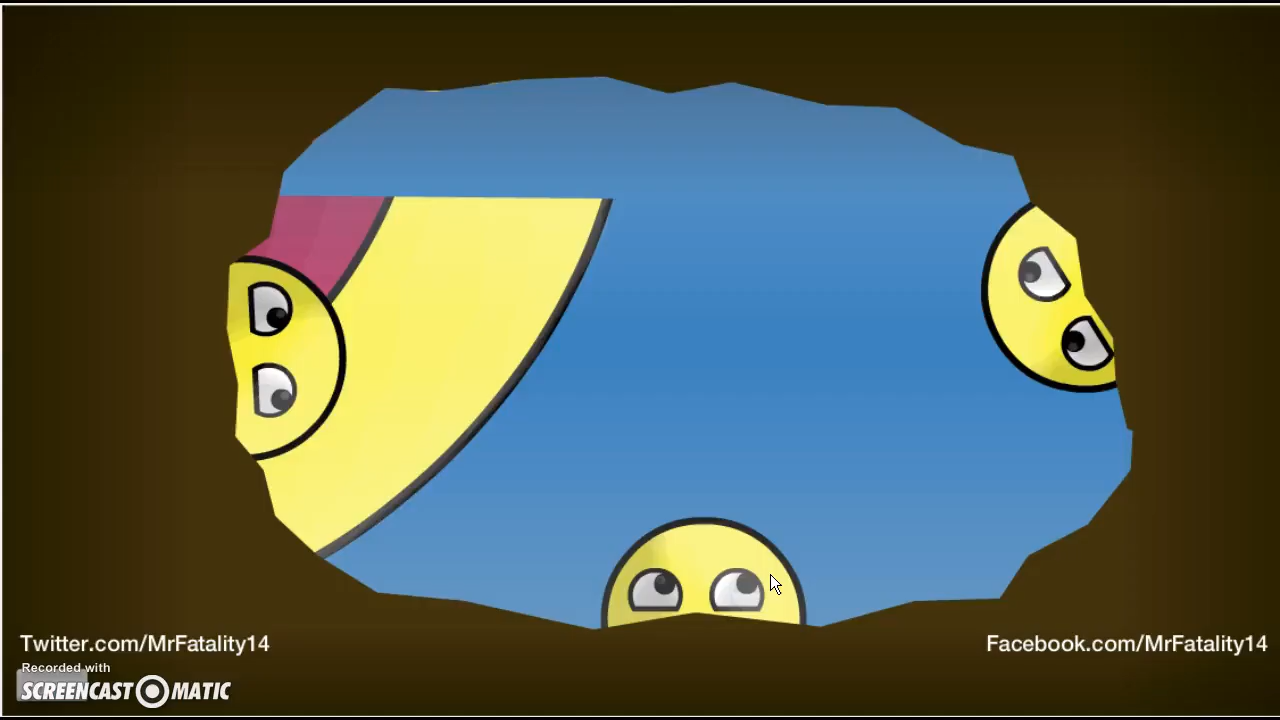 Twitter.com/MrFatality14
Facebook.com/MrFatality14
Recorded with
SCREENCAST O MATIC